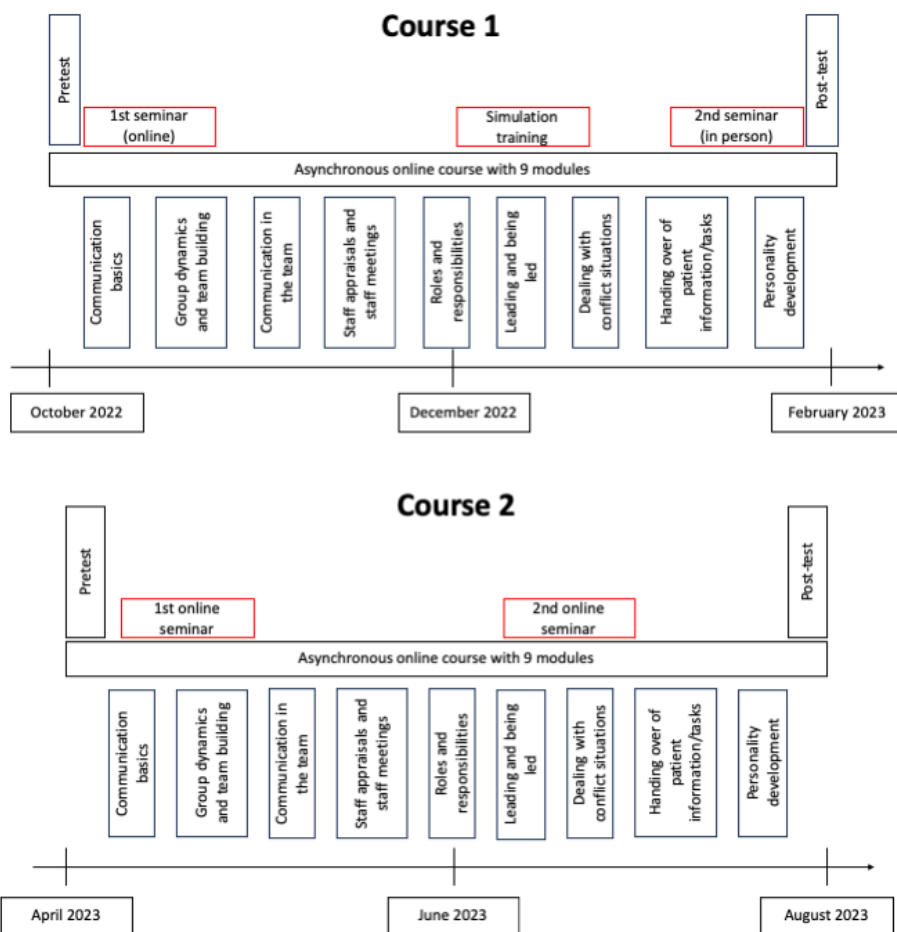 Course 1
Pretest
Post-test
1st seminar
(online)
Simulation
training
2nd seminar
(in person)
Asynchronous online course with 9 modules
Communication
basics
Group dynamics
and team building
Communication in
the team
Staff appraisals and
staff meetings
Roles and
responsibilities
Leading and being
led
Dealing with
conflict situations
Handing over of
patient
information/tasks
Personality
development
October 2022
December 2022
February 2023
Course 2
Pretest
Post-test
1st online
seminar
2nd online
seminar
Asynchronous online course with 9 modules
Communication
basics
Group dynamics
and team building
Communication in
the team
Staff appraisals and
staff meetings
Roles and
responsibilities
Leading and being
led
Dealing with
conflict situations
Handing over of
patient
information/tasks
Personality
development
April 2023
June 2023
August 2023